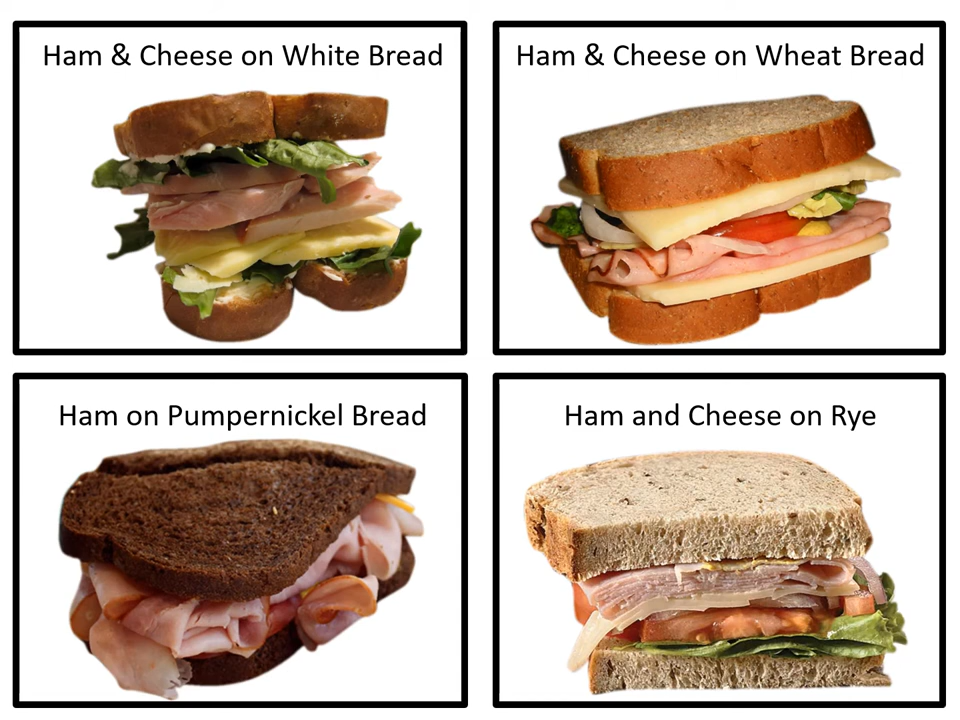 Ham & Cheese on White Bread
Ham & Cheese on Wheat Bread
Ham on Pumpernickel Bread
Ham and Cheese on Rye